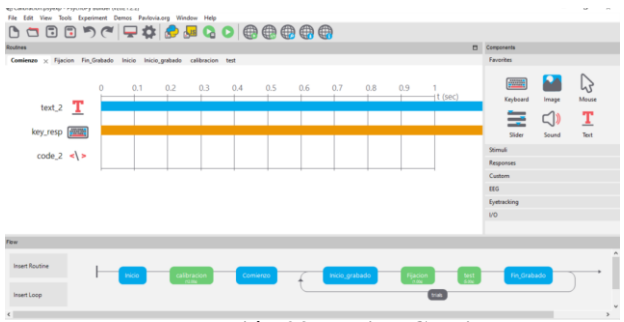 File Edit View Tools Experiment Demos Pavlovia.org Window Help
Routines
Comienzo × Fijacion Fin_Grabado Inicio Inicio_grabado calibracion test
0 0.1 0.2 0.3 0.4 0.5 0.6 0.7 0.8 0.9 1
t (sec)
text_2 T
key_resp
code_2 <\ >
Components
Favorites
Keyboard Image Mouse
Slider Sound Text
Stimuli
Responses
Custom
EEG
Eyetracking
I/O
Flow
Insert Routine
Insert Loop
Inicio calibracion Comienzo Inicio_grabado Fijacion test Fin_Grabado
trials